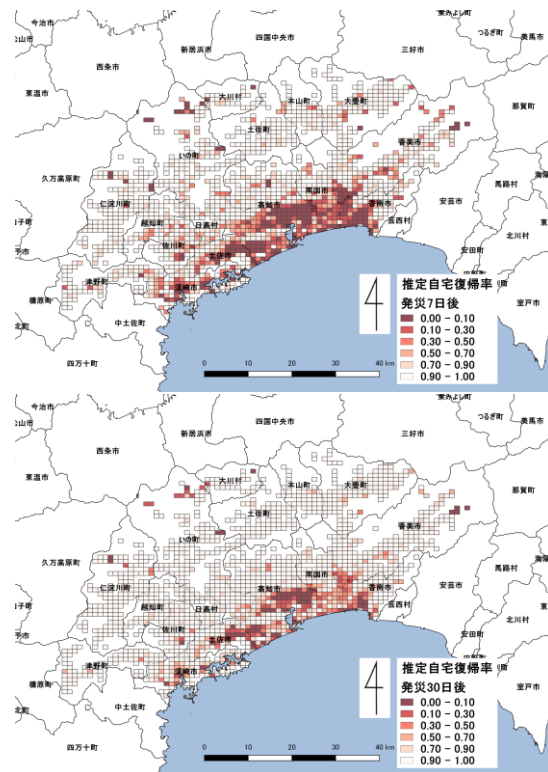 今治市
四国中央市
新居浜市
三好市
つるぎ町
美馬市
西条市
東温市
那賀町
大川村
本山町
大豊町
土佐町
香美市
いの町
久万高原町
馬路村
南国市
高知市
安芸市
香南市
仁淀川町
芸西村
越知町
日高村
北川村
佐川町
安田町
土佐市
津野町
須崎市
梼原町
室戸市
中土佐町
四万十町
推定自宅復帰率
発災7日後
0.00 - 0.10
0.10 - 0.30
0.30 - 0.50
0.50 - 0.70
0.70 - 0.90
0.90 - 1.00
0 10 20 30 40 km
今治市
四国中央市
新居浜市
三好市
つるぎ町
美馬市
西条市
東温市
那賀町
大川村
本山町
大豊町
土佐町
香美市
いの町
久万高原町
馬路村
南国市
高知市
安芸市
香南市
仁淀川町
芸西村
越知町
日高村
北川村
佐川町
安田町
土佐市
津野町
須崎市
梼原町
室戸市
中土佐町
四万十町
推定自宅復帰率
発災30日後
0.00 - 0.10
0.10 - 0.30
0.30 - 0.50
0.50 - 0.70
0.70 - 0.90
0.90 - 1.00
0 10 20 30 40 km